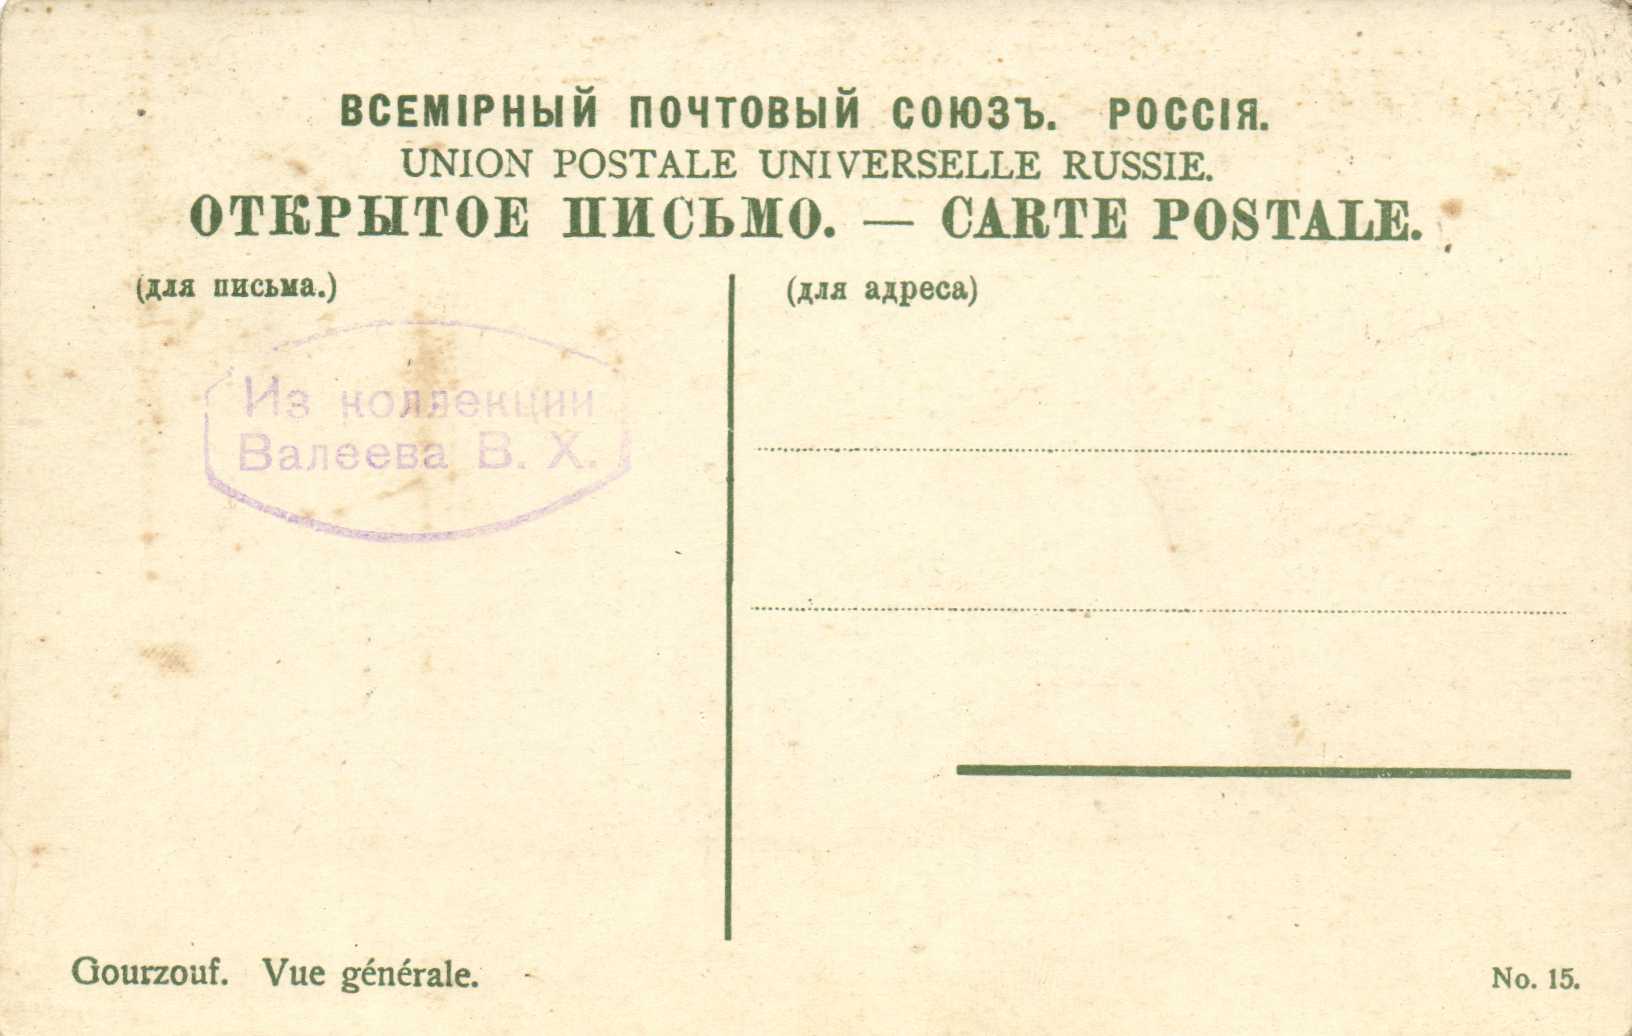 ВСЕМІРНЫЙ ПОЧТОВЫЙ СОЮЗЪ. РОССІЯ.
UNION POSTALE UNIVERSELLE RUSSIE.
ОТКРЫТОЕ ПИСЬМО. — CARTE POSTALE.
(для письма.)
(для адреса)
Из коллекции
Валеева В. Х.
Gourzouf. Vue générale.
No. 15.